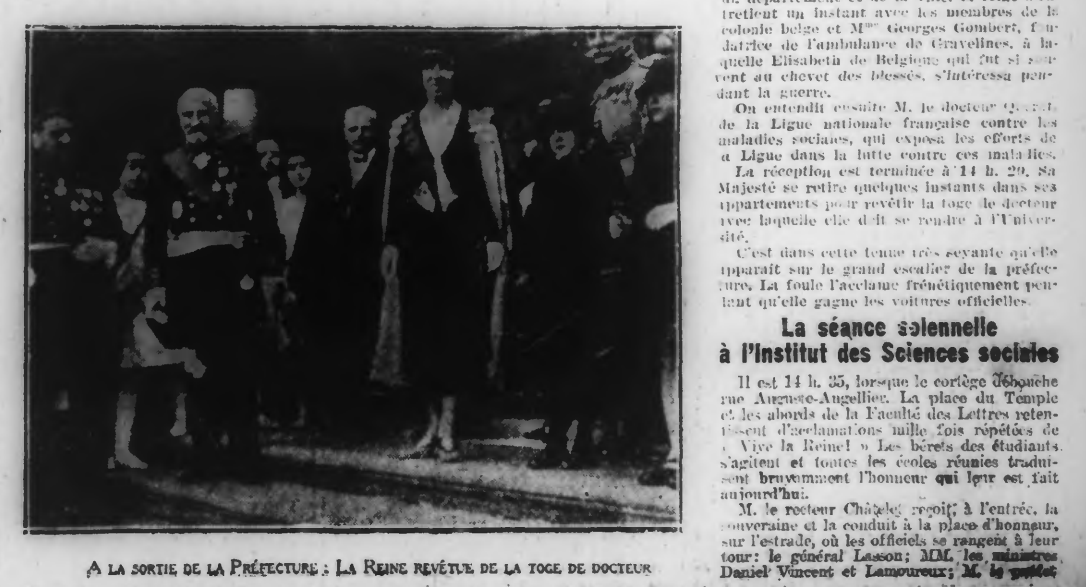 A LA SORTIE DE LA PRÉFECTURE : LA REINE REVÊTUE DE LA TOGE DE DOCTEUR
du département et de la
tretient un instant avec les membres de la
colonie belge et Mme Georges Gombert, fon-
datrice de l'ambulance de Gravelines, à la-
quelle Elisabeth de Belgique qui fut si sou-
vent au chevet des blessés, s'intéressa pen-
dant la guerre.
On entendit ensuite M. le docteur
de la Ligue nationale française contre les
maladies sociales, qui exposa les efforts de
a Ligue dans la lutte contre ces maladies.
La réception est terminée à 14 h. 20. Sa
Majesté se retire quelques instants dans ses
appartements pour revêtir la toge de docteur
avec laquelle elle doit se rendre à l'Univer-
sité.
C'est dans cette tenue très seyante qu'elle
apparaît sur le grand escalier de la préfec-
ture. La foule l'acclame frénétiquement pen-
dant qu'elle gagne les voitures officielles.
La séance solennelle
à l'Institut des Sciences sociales
Il est 14 h. 35, lorsque le cortège débouche
rue Auguste-Angellier. La place du Temple
et les abords de la Faculté des Lettres reten-
tissent d'acclamations mille fois répétées de
« Vive la Reine! » Les bérets des étudiants
s'agitent et toutes les écoles réunies tradui-
sent bruyamment l'honneur qui leur est fait
aujourd'hui.
M. le recteur Châtelet reçoit, à l'entrée, la
souveraine et la conduit à la place d'honneur,
sur l'estrade, où les officiels se rangent à leur
tour: le général Lasson; MM. les ministres
Daniel Vincent et Lamoureux; M. le préfet